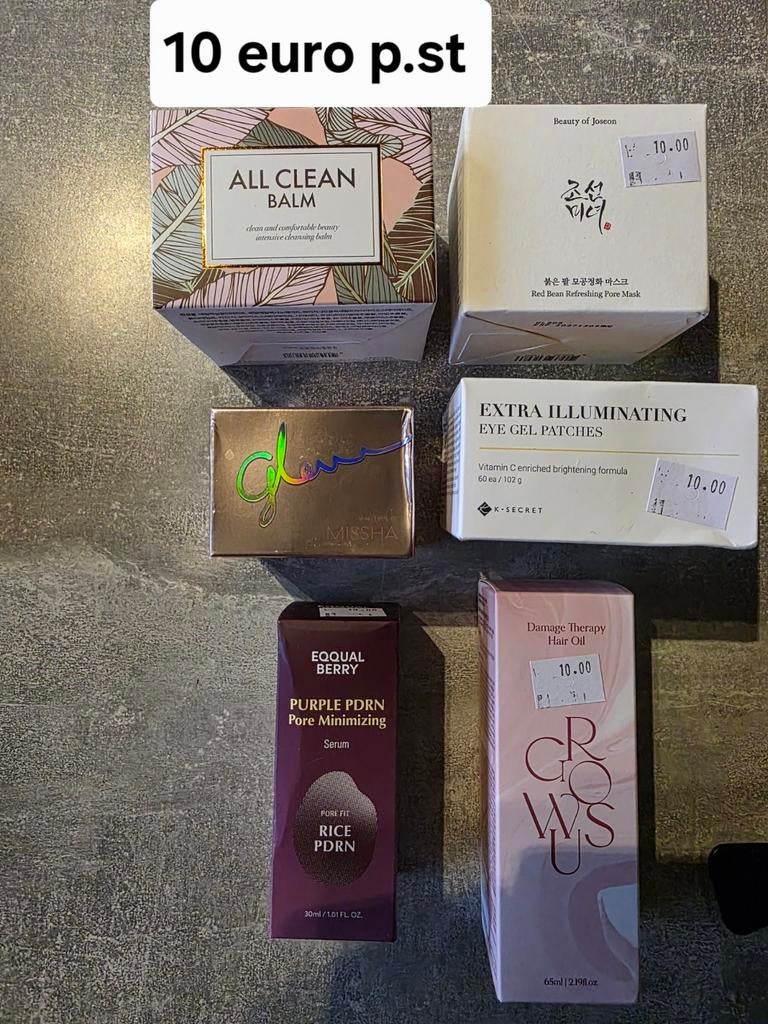 10 euro p.st
ALL CLEAN
BALM
clean and comfortable beauty
intensive cleansing balm
Beauty of Joseon
10.00
조선
미녀
붉은 팥 모공정화 마스크
Red Bean Refreshing Pore Mask
Glow
MISSHA
EXTRA ILLUMINATING
EYE GEL PATCHES
Vitamin C enriched brightening formula
60 ea / 102 g
10.00
K-SECRET
10.00
EQQUAL
BERRY
PURPLE PDRN
Pore Minimizing
Serum
PORE FIT
RICE
PDRN
30ml / 1.01 FL. OZ.
Damage Therapy
Hair Oil
10.00
GROWUS
65ml | 2.19fl.oz